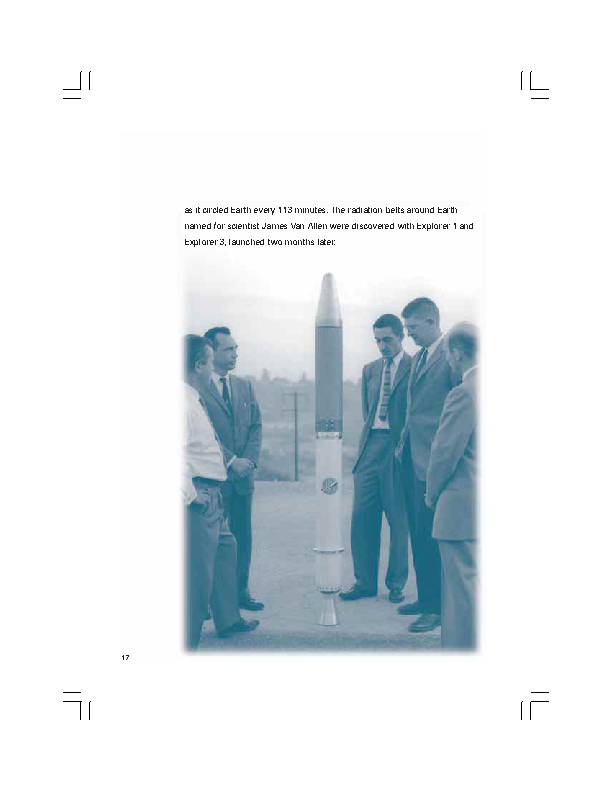 as it circled Earth every 113 minutes. The radiation belts around Earth
named for scientist James Van Allen were discovered with Explorer 1 and
Explorer 3, launched two months later.
17